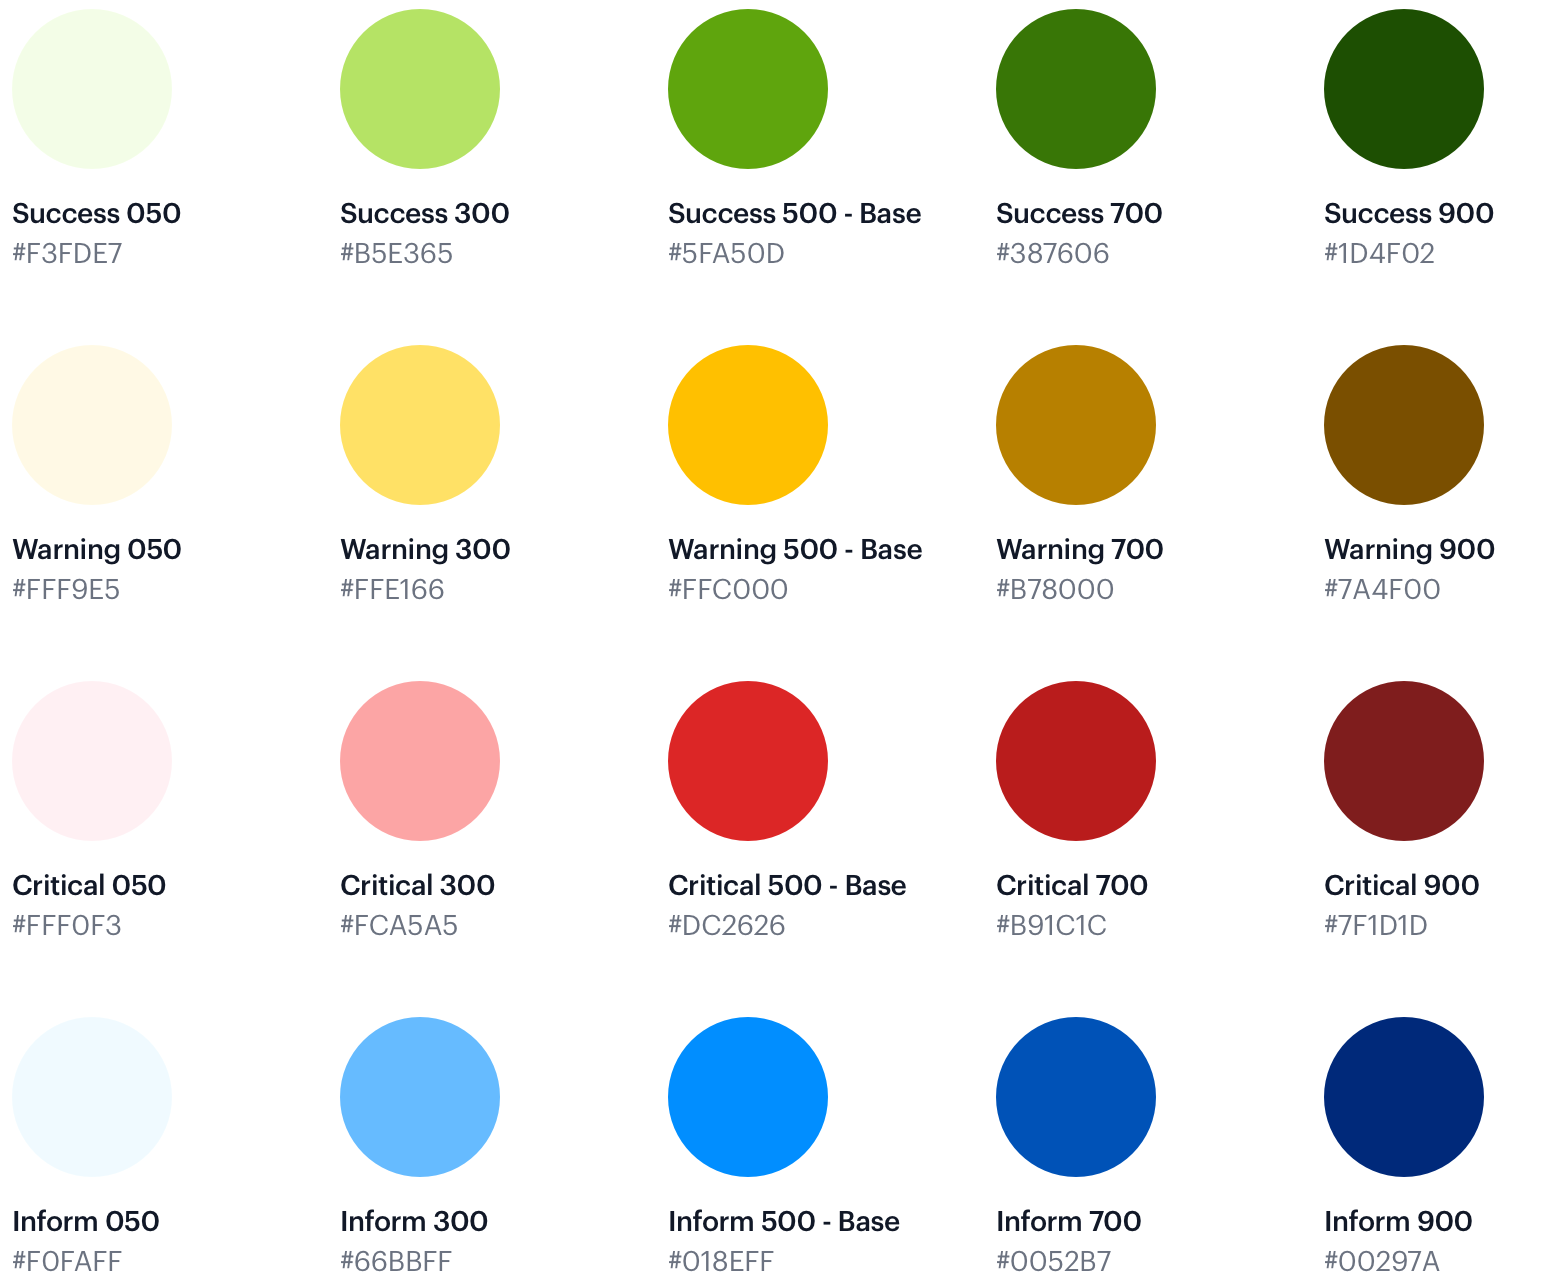 Success 050
#F3FDE7
Success 300
#B5E365
Success 500 - Base
#5FA50D
Success 700
#387606
Success 900
#1D4F02
Warning 050
#FFF9E5
Warning 300
#FFE166
Warning 500 - Base
#FFC000
Warning 700
#B78000
Warning 900
#7A4F00
Critical 050
#FFF0F3
Critical 300
#FCA5A5
Critical 500 - Base
#DC2626
Critical 700
#B91C1C
Critical 900
#7F1D1D
Inform 050
#F0FAFF
Inform 300
#66BBFF
Inform 500 - Base
#018EFF
Inform 700
#0052B7
Inform 900
#00297A